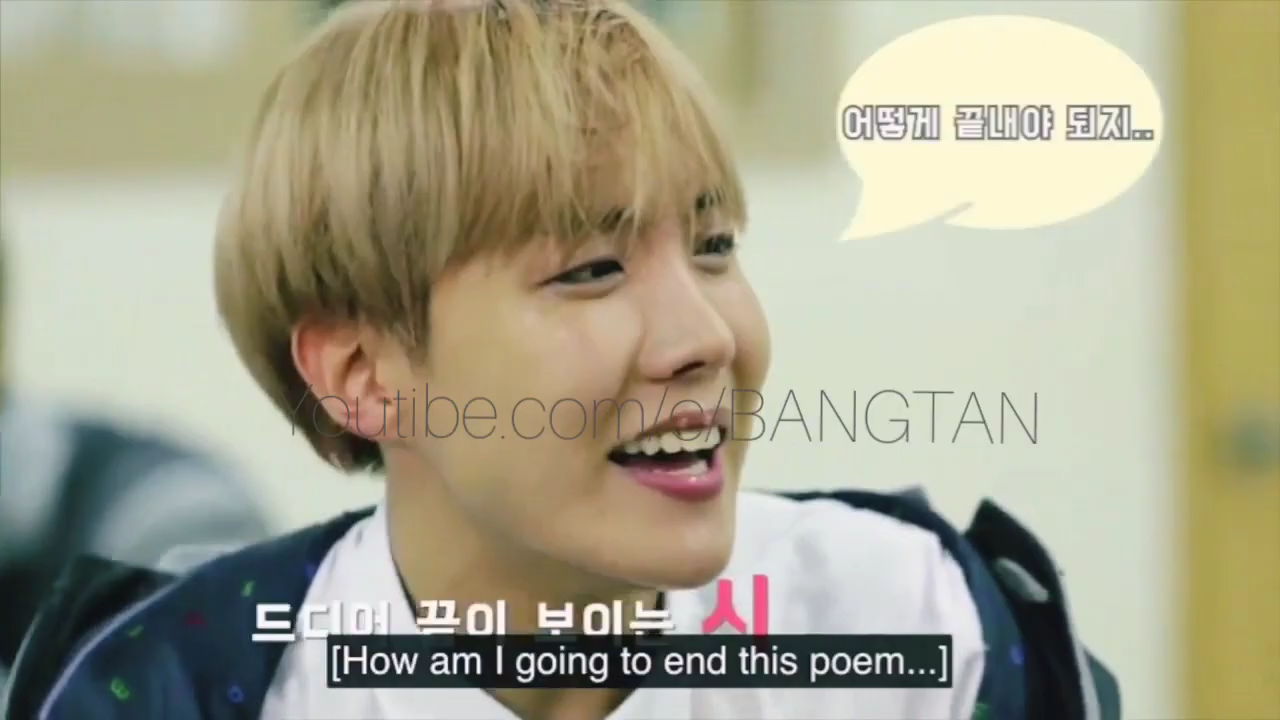 어떻게 끝내야 되지..
Youtibe.com/c/BANGTAN
드디어 끝이 보이는 시
[How am I going to end this poem...]